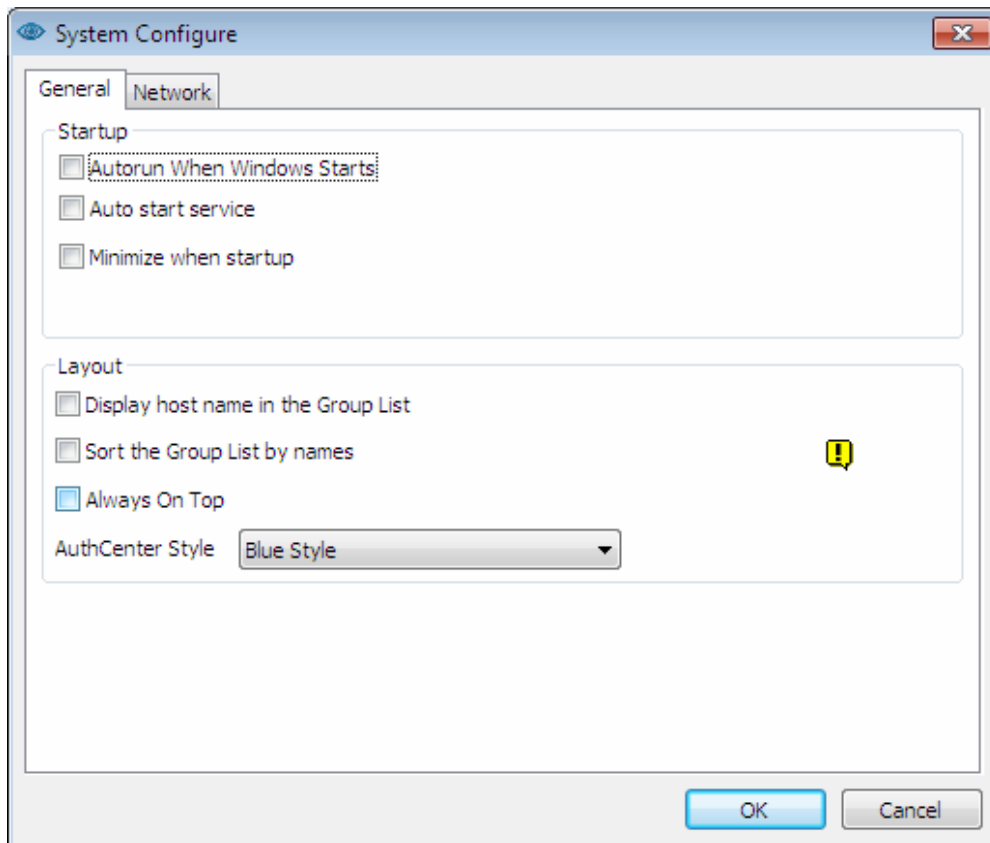 System Configure
General
Network
Startup
Autorun When Windows Starts
Auto start service
Minimize when startup
Layout
Display host name in the Group List
Sort the Group List by names
!
Always On Top
AuthCenter Style
Blue Style
OK
Cancel